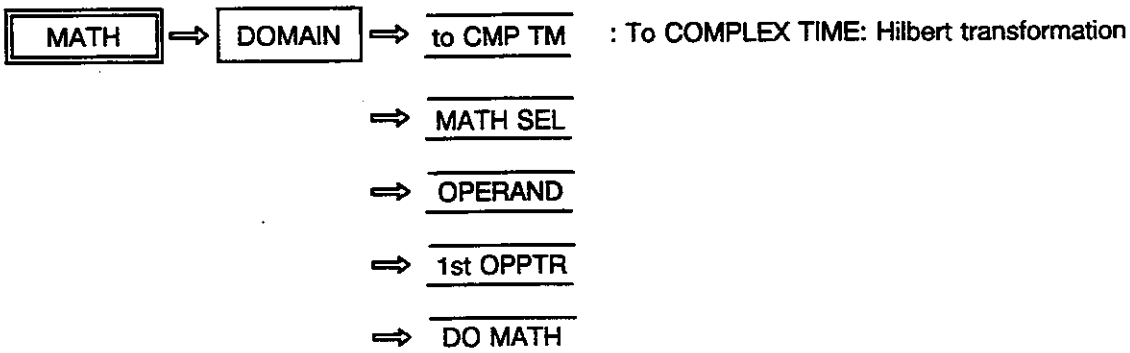 MATH ⇒ DOMAIN ⇒ to CMP TM : To COMPLEX TIME: Hilbert transformation
⇒ MATH SEL
⇒ OPERAND
⇒ 1st OPPTR
⇒ DO MATH